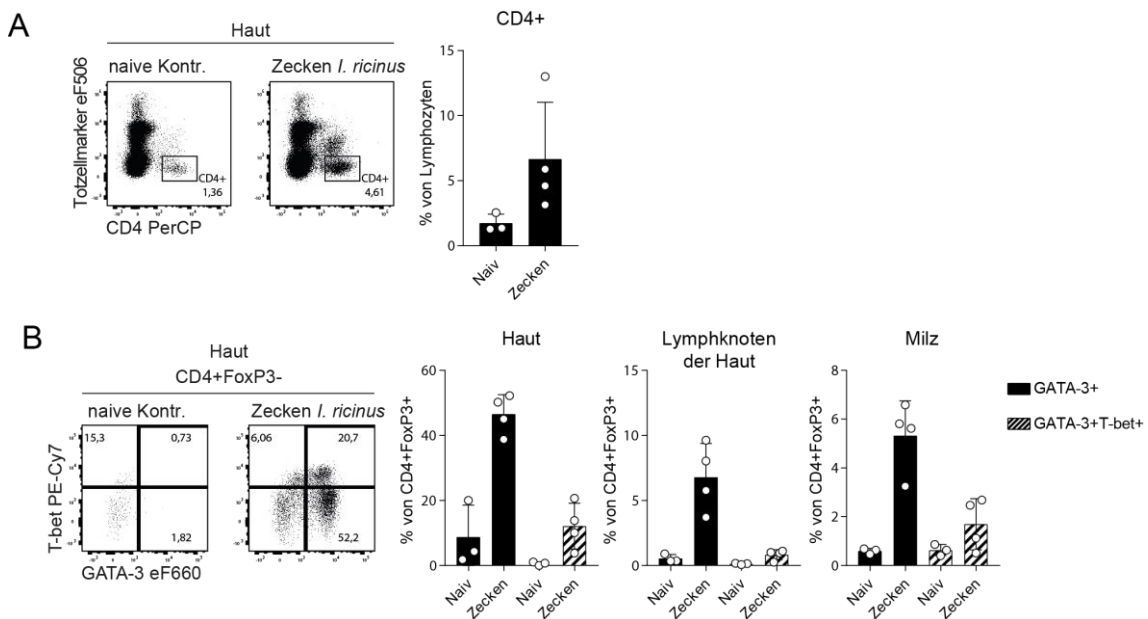 A
Haut
naive Kontr.
Zecken I. ricinus
Totzellmarker eF506
CD4+
1,36
CD4+
4,61
CD4 PerCP
CD4+
% von Lymphozyten
15
10
5
0
Naiv
Zecken
B
Haut
CD4+FoxP3-
naive Kontr.
Zecken I. ricinus
T-bet PE-Cy7
15,3
0,73
1,82
6,06
20,7
52,2
GATA-3 eF660
Haut
% von CD4+FoxP3+
60
40
20
0
Naiv
Zecken
Naiv
Zecken
Lymphknoten
der Haut
% von CD4+FoxP3+
15
10
5
0
Naiv
Zecken
Naiv
Zecken
Milz
% von CD4+FoxP3+
8
6
4
2
0
Naiv
Zecken
Naiv
Zecken
GATA-3+
GATA-3+T-bet+